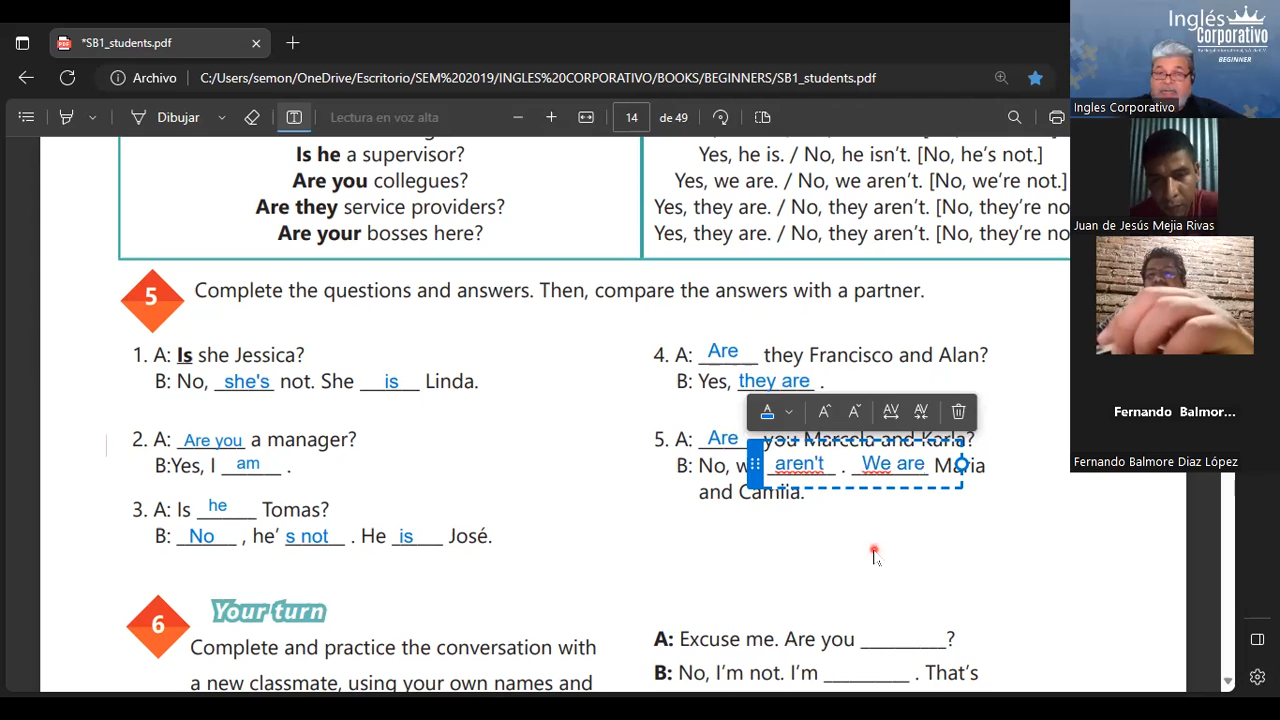 *SB1_students.pdf
Archivo
C:/Users/semon/OneDrive/Escritorio/SEM%202019/INGLES%20CORPORATIVO/BOOKS/BEGINNERS/SB1_students.pdf
Dibujar
Lectura en voz alta
14
de 49
Is he a supervisor?
Yes, he is. / No, he isn't. [No, he's not.]
Are you collegues?
Yes, we are. / No, we aren't. [No, we're not.]
Are they service providers?
Yes, they are. / No, they aren't. [No, they're no
Are your bosses here?
Yes, they are. / No, they aren't. [No, they're no
5
Complete the questions and answers. Then, compare the answers with a partner.
1. A: Is she Jessica?
B: No, she's not. She is Linda.
2. A: Are you a manager?
B:Yes, I am .
3. A: Is he Tomas?
B: No , he' s not . He is José.
4. A: Are they Francisco and Alan?
B: Yes, they are .
5. A: Are you Marcelo and Karla?
B: No, w aren't . We are Maria
and Camila.
6
Your turn
Complete and practice the conversation with
a new classmate, using your own names and
A: Excuse me. Are you ________?
B: No, I'm not. I'm ________ . That's
Inglés
Corporativo
BEGINNER
Ingles Corporativo
Juan de Jesús Mejia Rivas
Fernando Balmor...
Fernando Balmore Diaz López